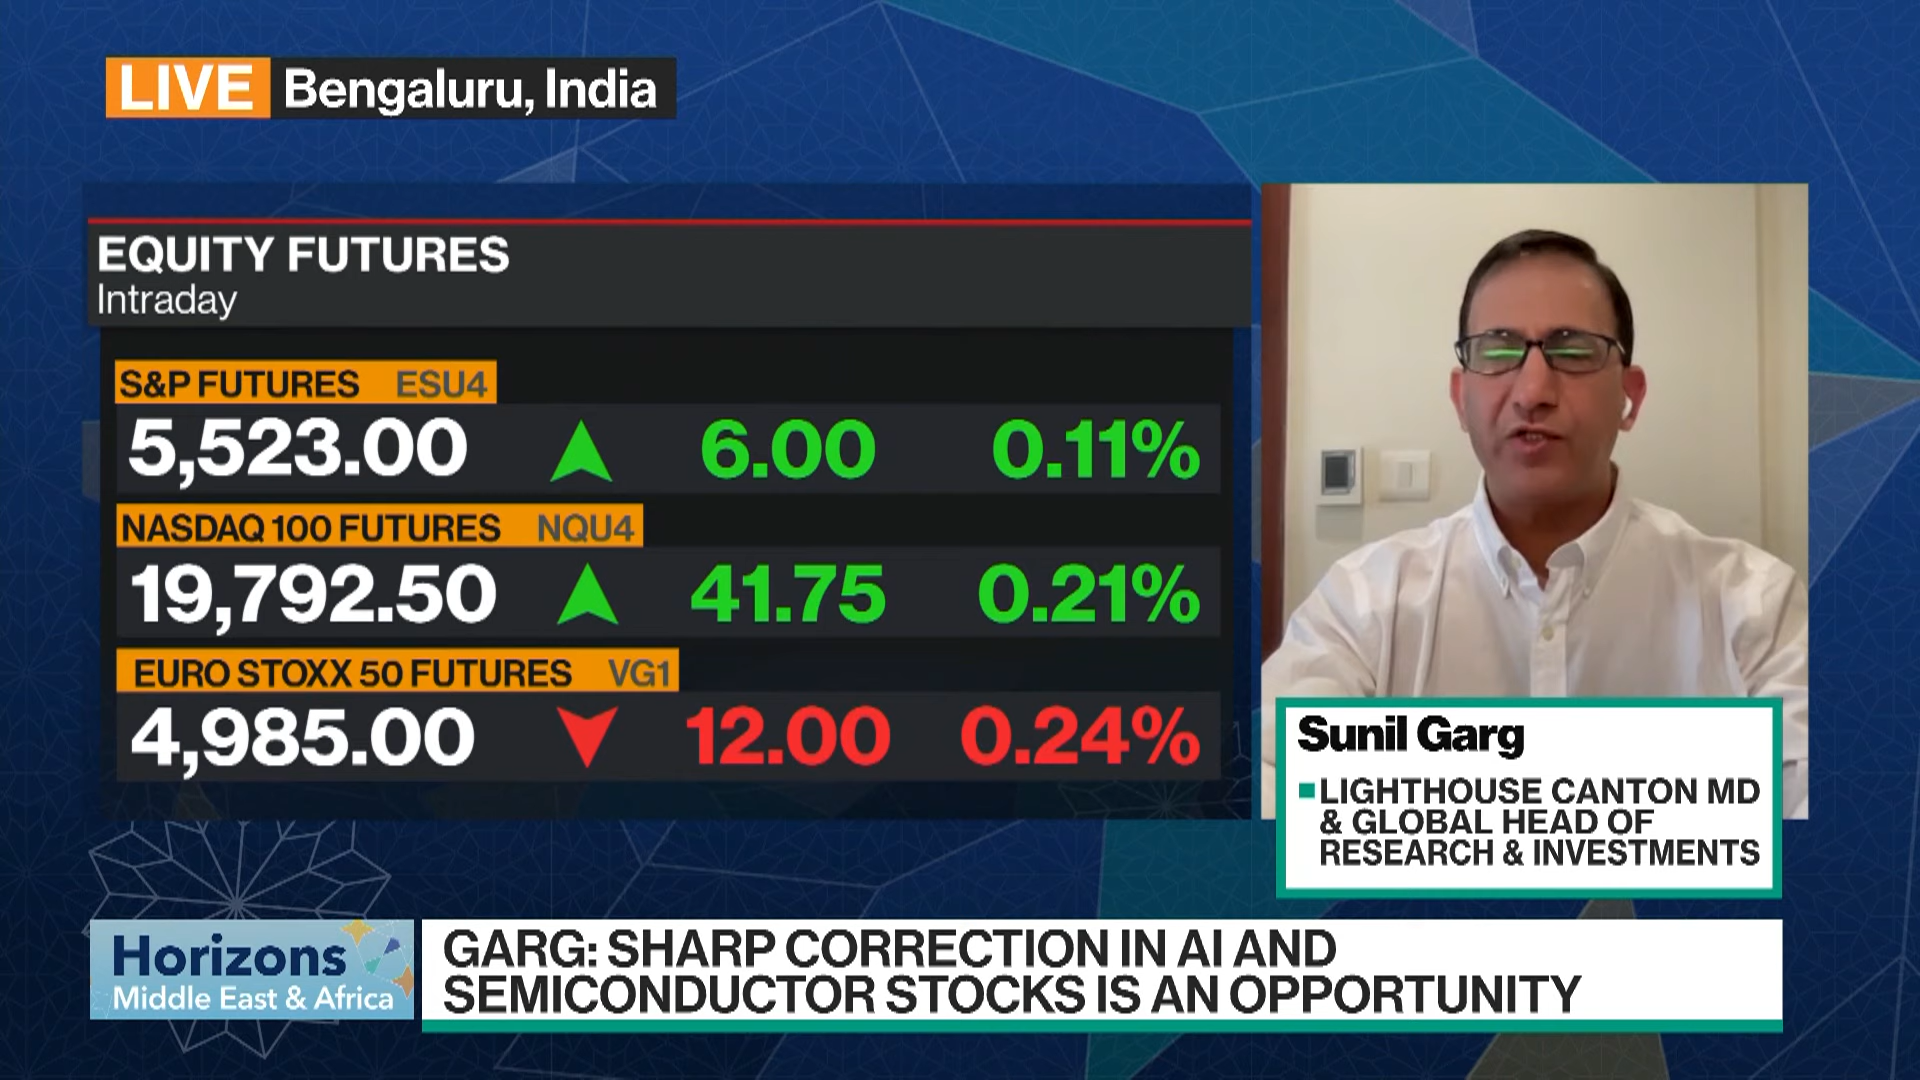 LIVE Bengaluru, India
EQUITY FUTURES
Intraday
S&P FUTURES ESU4
5,523.00 ▲ 6.00 0.11%
NASDAQ 100 FUTURES NQU4
19,792.50 ▲ 41.75 0.21%
EURO STOXX 50 FUTURES VG1
4,985.00 ▼ 12.00 0.24%
Sunil Garg
LIGHTHOUSE CANTON MD
& GLOBAL HEAD OF
RESEARCH & INVESTMENTS
Horizons
Middle East & Africa
GARG: SHARP CORRECTION IN AI AND
SEMICONDUCTOR STOCKS IS AN OPPORTUNITY